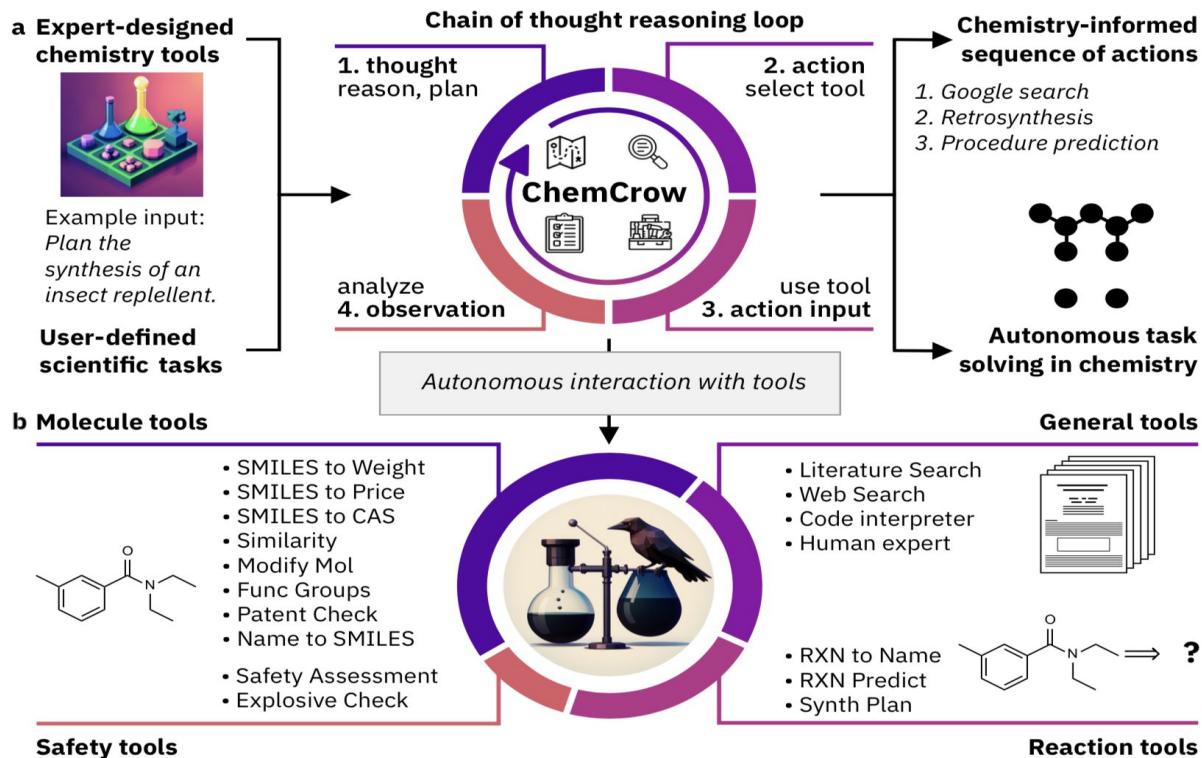 a Expert-designed
chemistry tools
Example input:
Plan the
synthesis of an
insect repllellent.
User-defined
scientific tasks
Chain of thought reasoning loop
1. thought
reason, plan
2. action
select tool
ChemCrow
analyze
4. observation
use tool
3. action input
Chemistry-informed
sequence of actions
1. Google search
2. Retrosynthesis
3. Procedure prediction
Autonomous task
solving in chemistry
Autonomous interaction with tools
b Molecule tools
• SMILES to Weight
• SMILES to Price
• SMILES to CAS
• Similarity
• Modify Mol
• Func Groups
• Patent Check
• Name to SMILES
O
N
• Safety Assessment
• Explosive Check
Safety tools
General tools
• Literature Search
• Web Search
• Code interpreter
• Human expert
• RXN to Name
• RXN Predict
• Synth Plan
O
N
?
Reaction tools